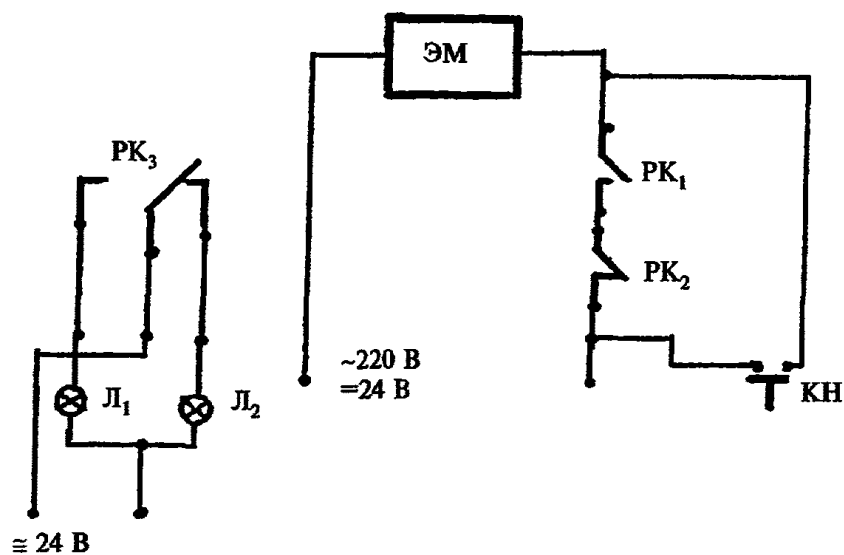 ЭМ
РК₃
РК₁
РК₂
~220 В
=24 В
Л₁
Л₂
КН
≅ 24 В